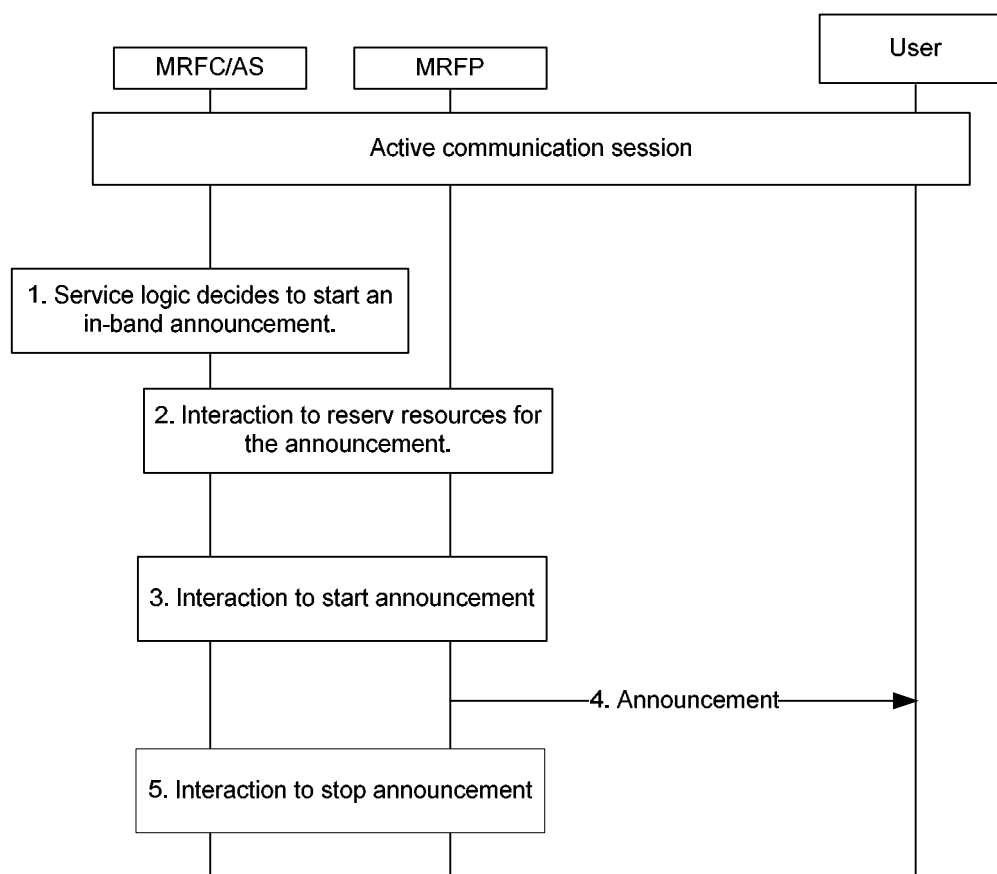 MRFC/AS
MRFP
User
Active communication session
1. Service logic decides to start an
in-band announcement.
2. Interaction to reserv resources for
the announcement.
3. Interaction to start announcement
4. Announcement
5. Interaction to stop announcement